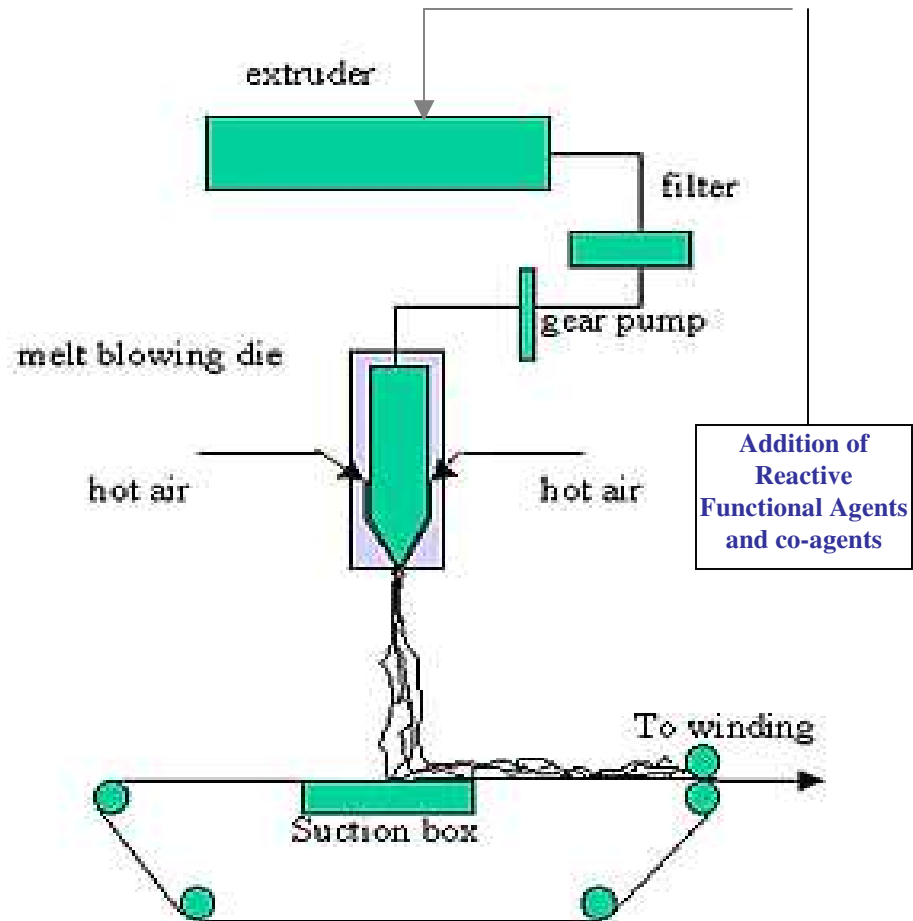 extruder
filter
gear pump
melt blowing die
hot air
hot air
Addition of
Reactive
Functional Agents
and co-agents
To winding
Suction box